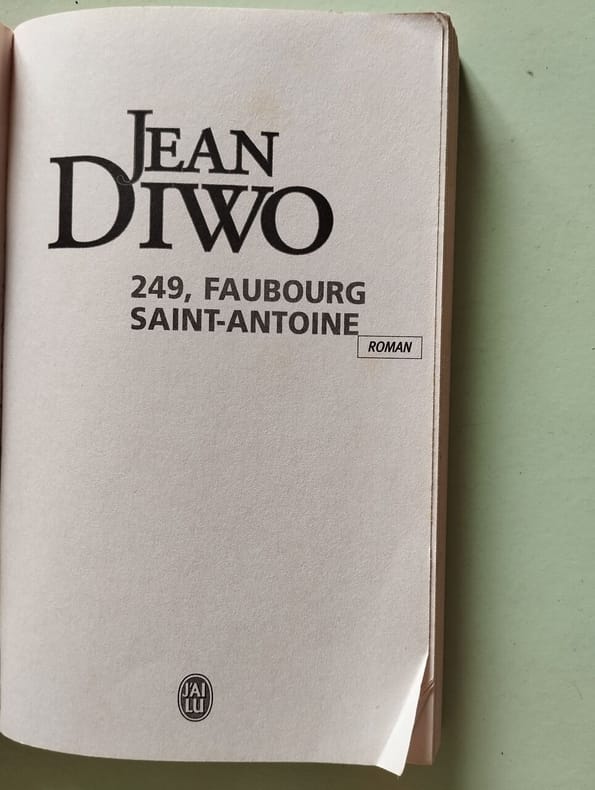 JEAN
DIWO
249, FAUBOURG
SAINT-ANTOINE
ROMAN
J'AI
LU